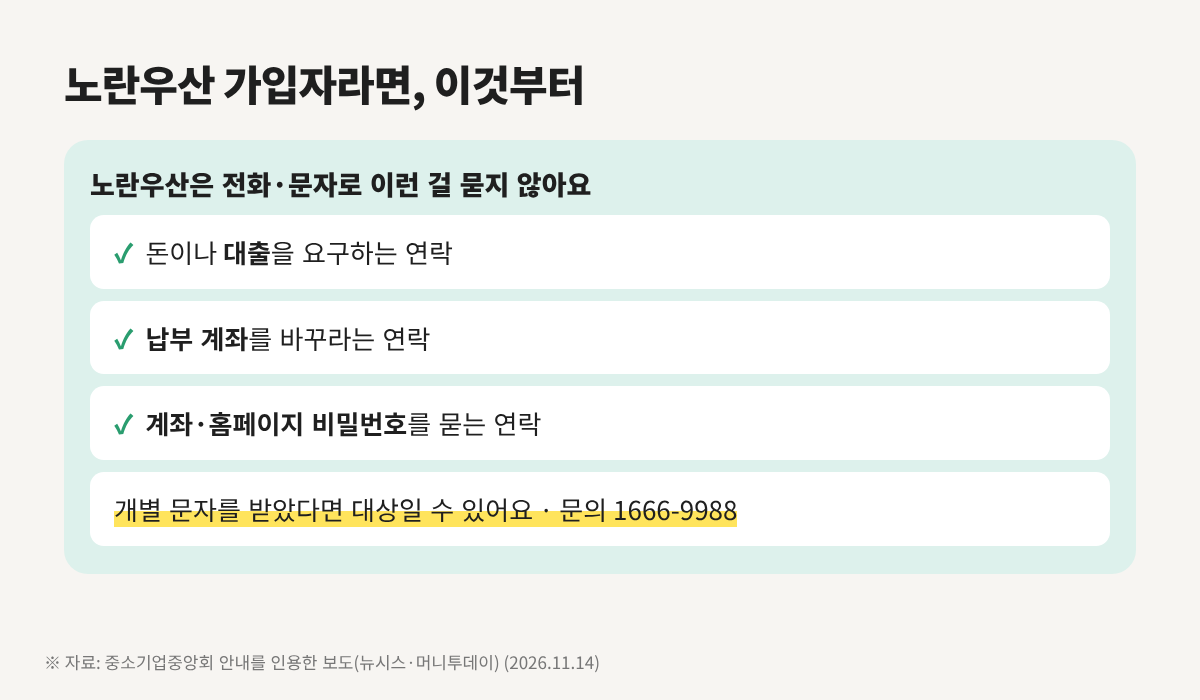 노란우산 가입자라면, 이것부터
노란우산은 전화·문자로 이런 걸 묻지 않아요
✓ 돈이나 대출을 요구하는 연락
✓ 납부 계좌를 바꾸라는 연락
✓ 계좌·홈페이지 비밀번호를 묻는 연락
개별 문자를 받았다면 대상일 수 있어요 · 문의 1666-9988
※ 자료: 중소기업중앙회 안내를 인용한 보도(뉴시스·머니투데이) (2026.11.14)